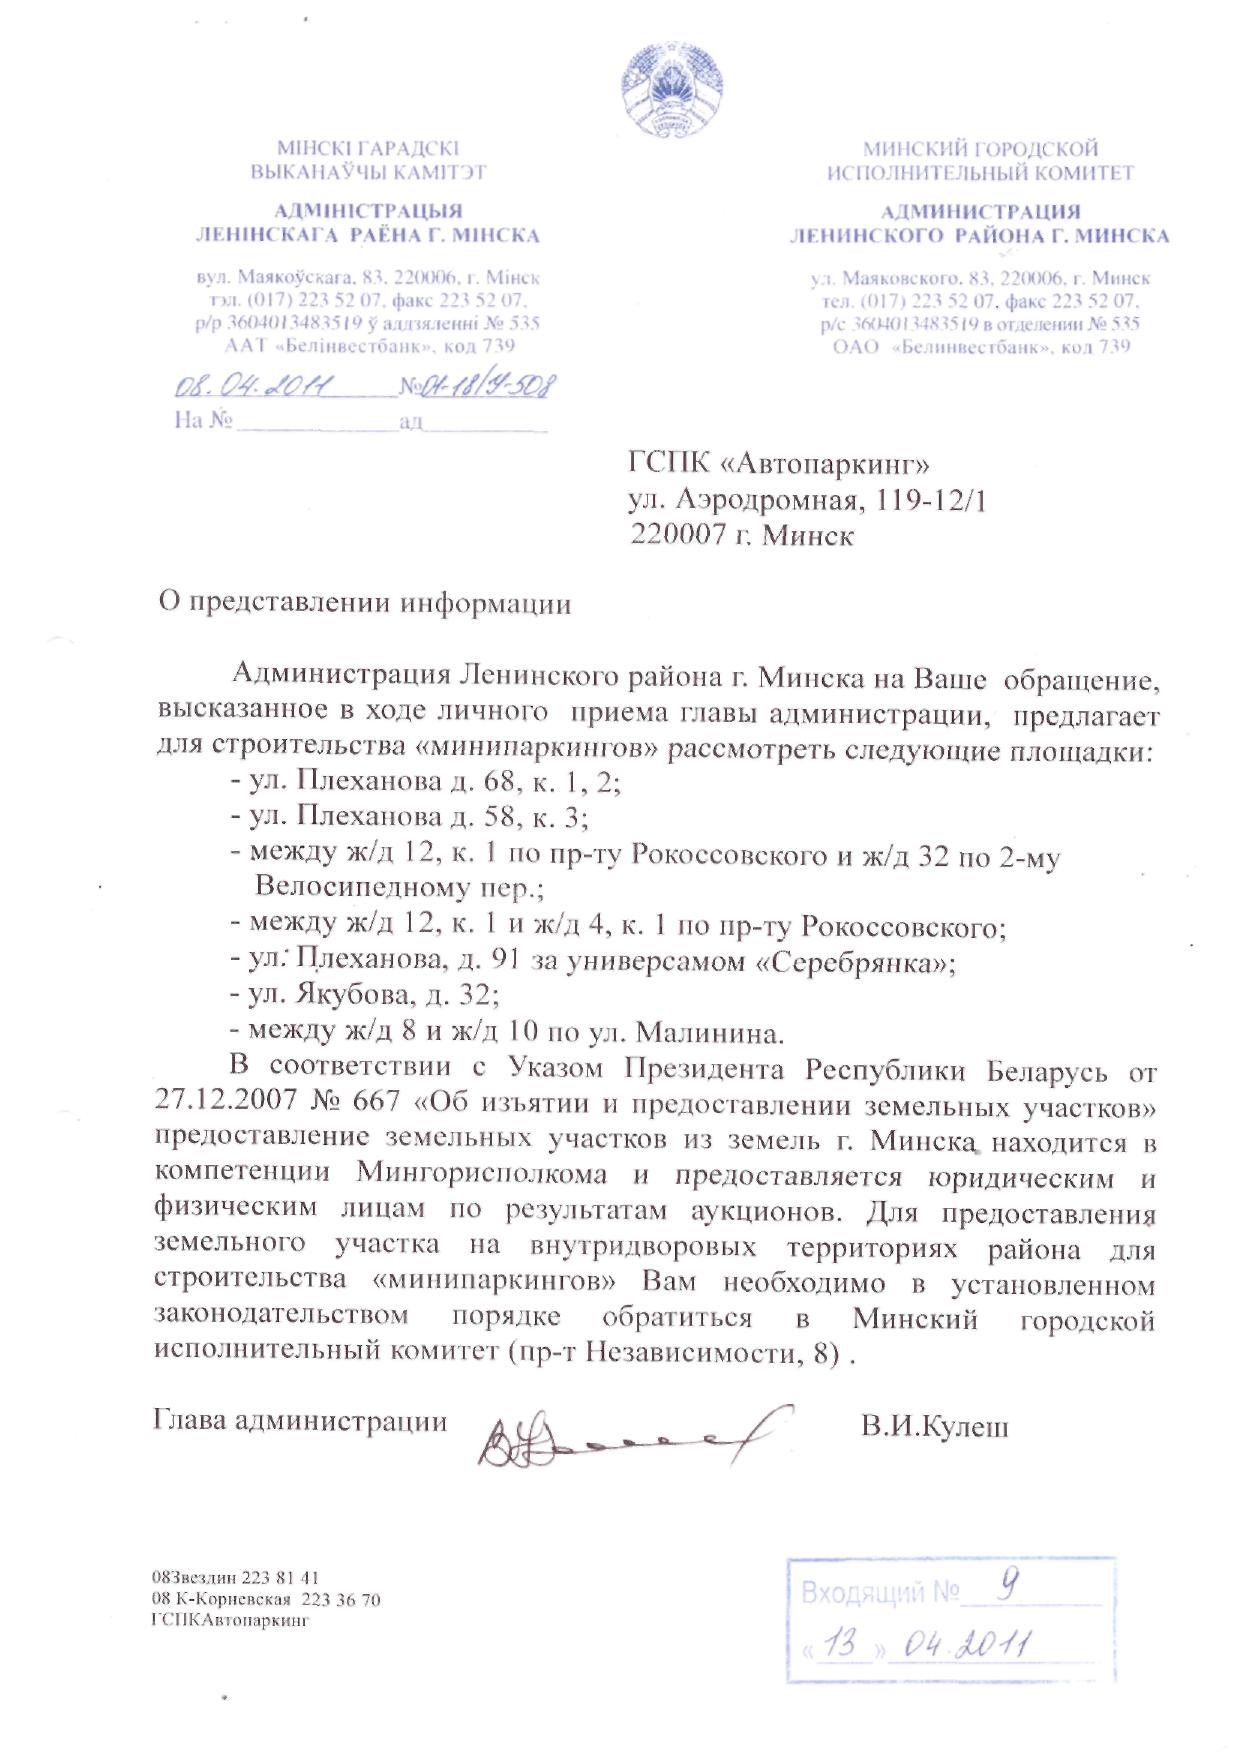 МІНСКІ ГАРАДСКІ
ВЫКАНАЎЧЫ КАМІТЭТ
АДМІНІСТРАЦЫЯ
ЛЕНІНСКАГА РАЁНА Г. МІНСКА
вул. Маякоўскага, 83, 220006, г. Мінск
тэл. (017) 223 52 07, факс 223 52 07,
р/р 3604013483519 ў аддзяленні № 535
ААТ «Белінвестбанк», код 739
08.04.2011 № 01-18/У-508
На № ад
МИНСКИЙ ГОРОДСКОЙ
ИСПОЛНИТЕЛЬНЫЙ КОМИТЕТ
АДМИНИСТРАЦИЯ
ЛЕНИНСКОГО РАЙОНА Г. МИНСКА
ул. Маяковского, 83, 220006, г. Минск
тел. (017) 223 52 07, факс 223 52 07,
р/с 3604013483519 в отделении № 535
ОАО «Белинвестбанк», код 739
ГСПК «Автопаркинг»
ул. Аэродромная, 119-12/1
220007 г. Минск
О представлении информации
Администрация Ленинского района г. Минска на Ваше обращение,
высказанное в ходе личного приема главы администрации, предлагает
для строительства «минипаркингов» рассмотреть следующие площадки:
- ул. Плеханова д. 68, к. 1, 2;
- ул. Плеханова д. 58, к. 3;
- между ж/д 12, к. 1 по пр-ту Рокоссовского и ж/д 32 по 2-му
Велосипедному пер.;
- между ж/д 12, к. 1 и ж/д 4, к. 1 по пр-ту Рокоссовского;
- ул. Плеханова, д. 91 за универсамом «Серебрянка»;
- ул. Якубова, д. 32;
- между ж/д 8 и ж/д 10 по ул. Малинина.
В соответствии с Указом Президента Республики Беларусь от
27.12.2007 № 667 «Об изъятии и предоставлении земельных участков»
предоставление земельных участков из земель г. Минска находится в
компетенции Мингорисполкома и предоставляется юридическим и
физическим лицам по результатам аукционов. Для предоставления
земельного участка на внутридворовых территориях района для
строительства «минипаркингов» Вам необходимо в установленном
законодательством порядке обратиться в Минский городской
исполнительный комитет (пр-т Независимости, 8) .
Глава администрации В.И.Кулеш
08Звездин 223 81 41
08 К-Корневская 223 36 70
ГСПКАвтопаркинг
Входящий № 9
« 13 » 04.2011